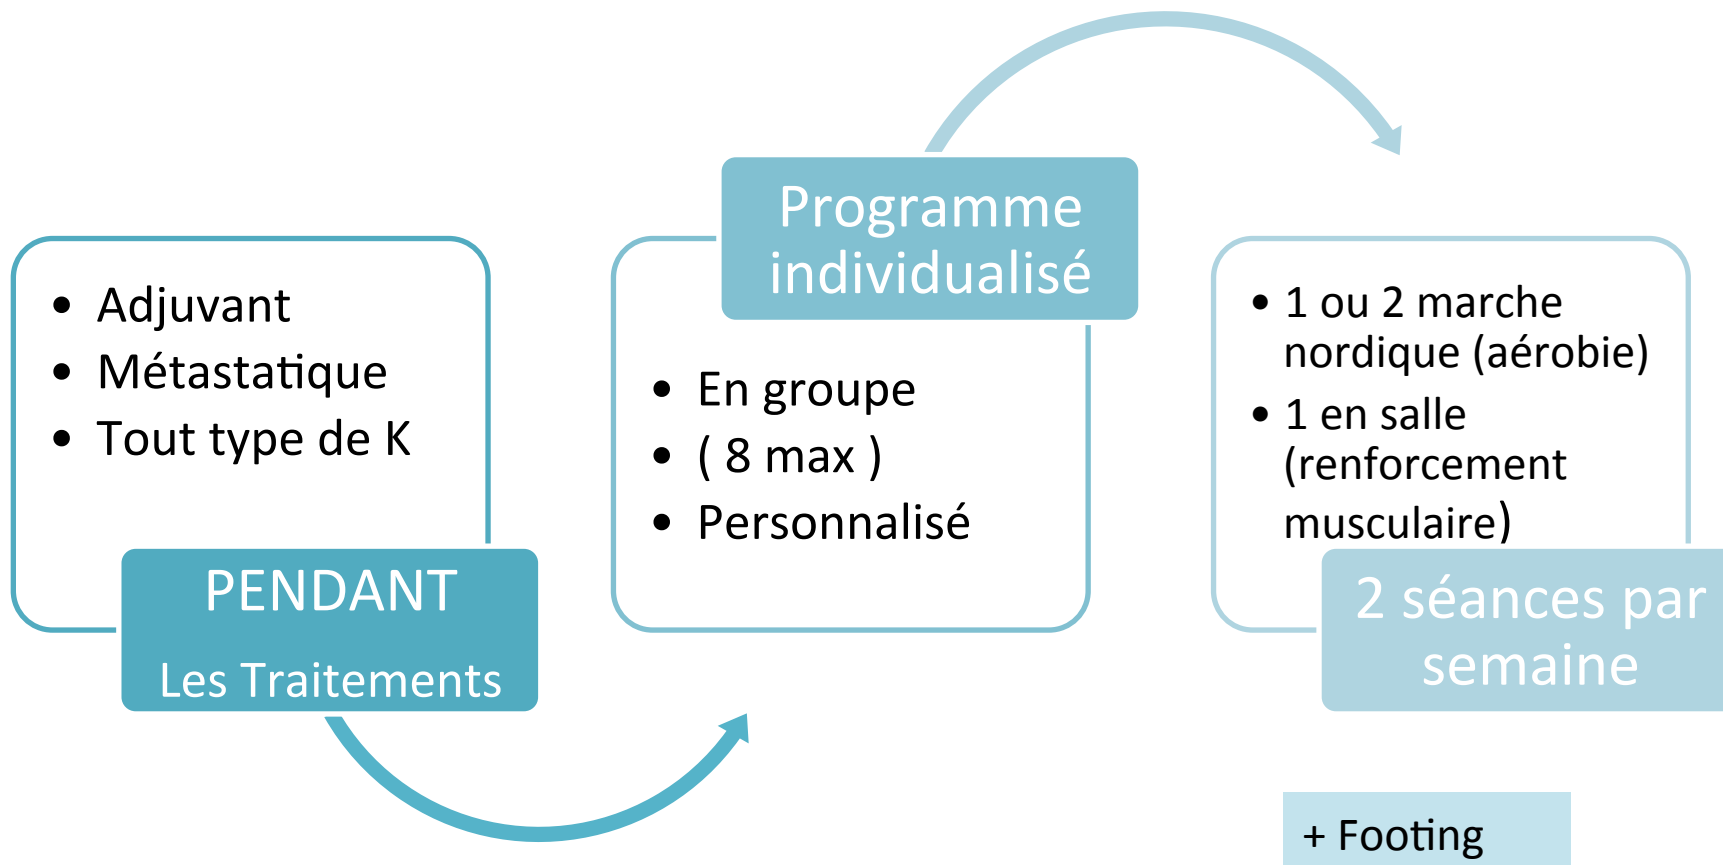 • Adjuvant
• Métastatique
• Tout type de K
PENDANT
Les Traitements
Programme
individualisé
• En groupe
• ( 8 max )
• Personnalisé
• 1 ou 2 marche
nordique (aérobie)
• 1 en salle
(renforcement
musculaire)
2 séances par
semaine
+ Footing